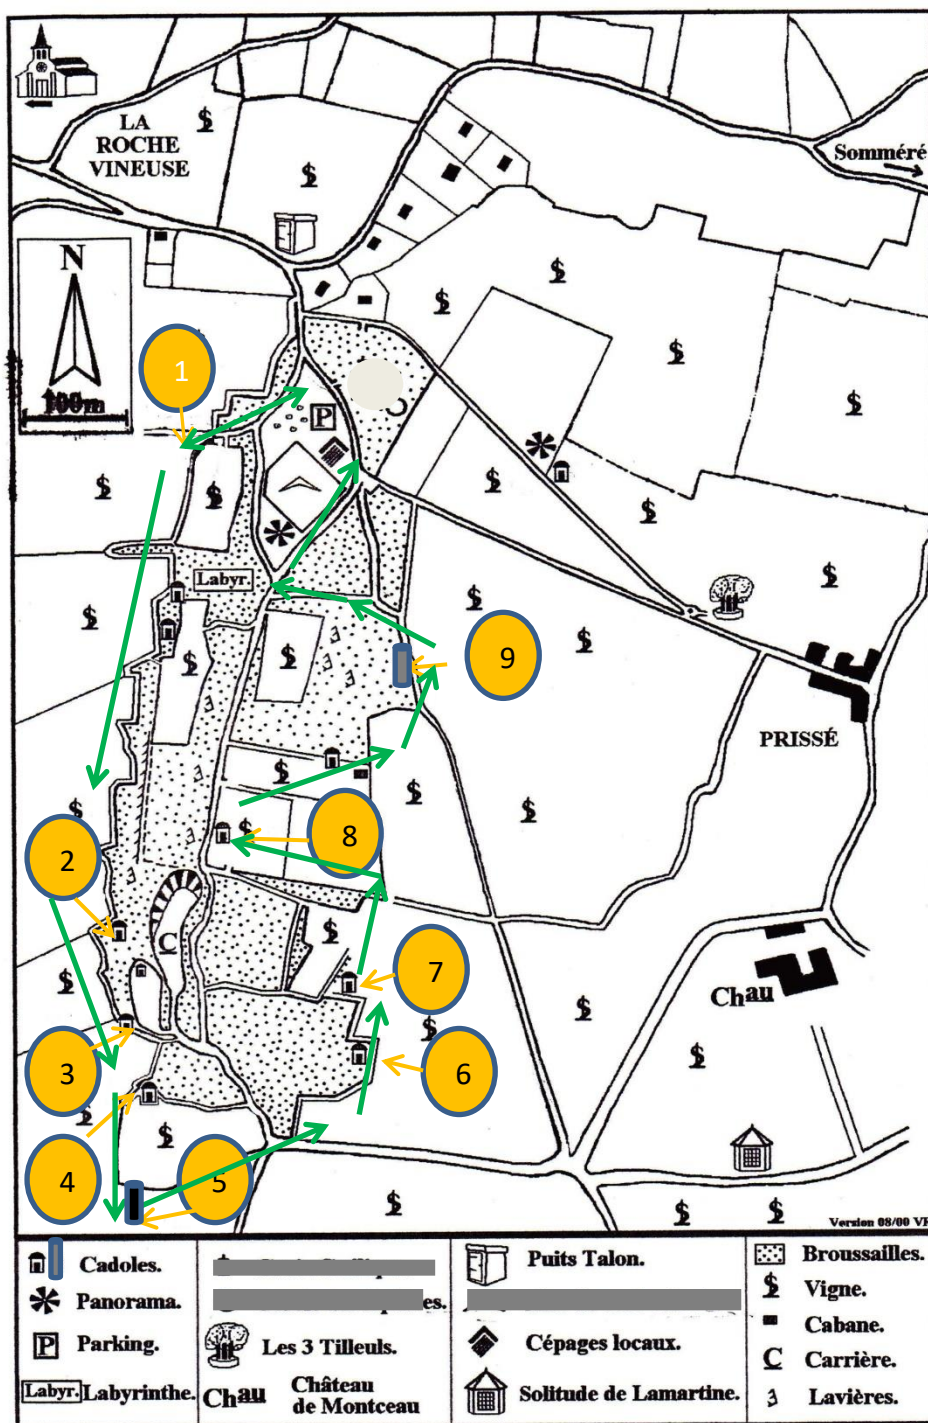 LA
ROCHE
VINEUSE
Somméré
N
100m
1
P
Labyr.
9
PRISSÉ
8
2
C
7
Chau
6
3
4
5
Version 08/00 VP
Cadoles.
Panorama.
P Parking.
Labyr. Labyrinthe.
es.
Les 3 Tilleuls.
Chau Château
de Montceau
Puits Talon.
Cépages locaux.
Solitude de Lamartine.
Broussailles.
Vigne.
Cabane.
C Carrière.
Lavières.